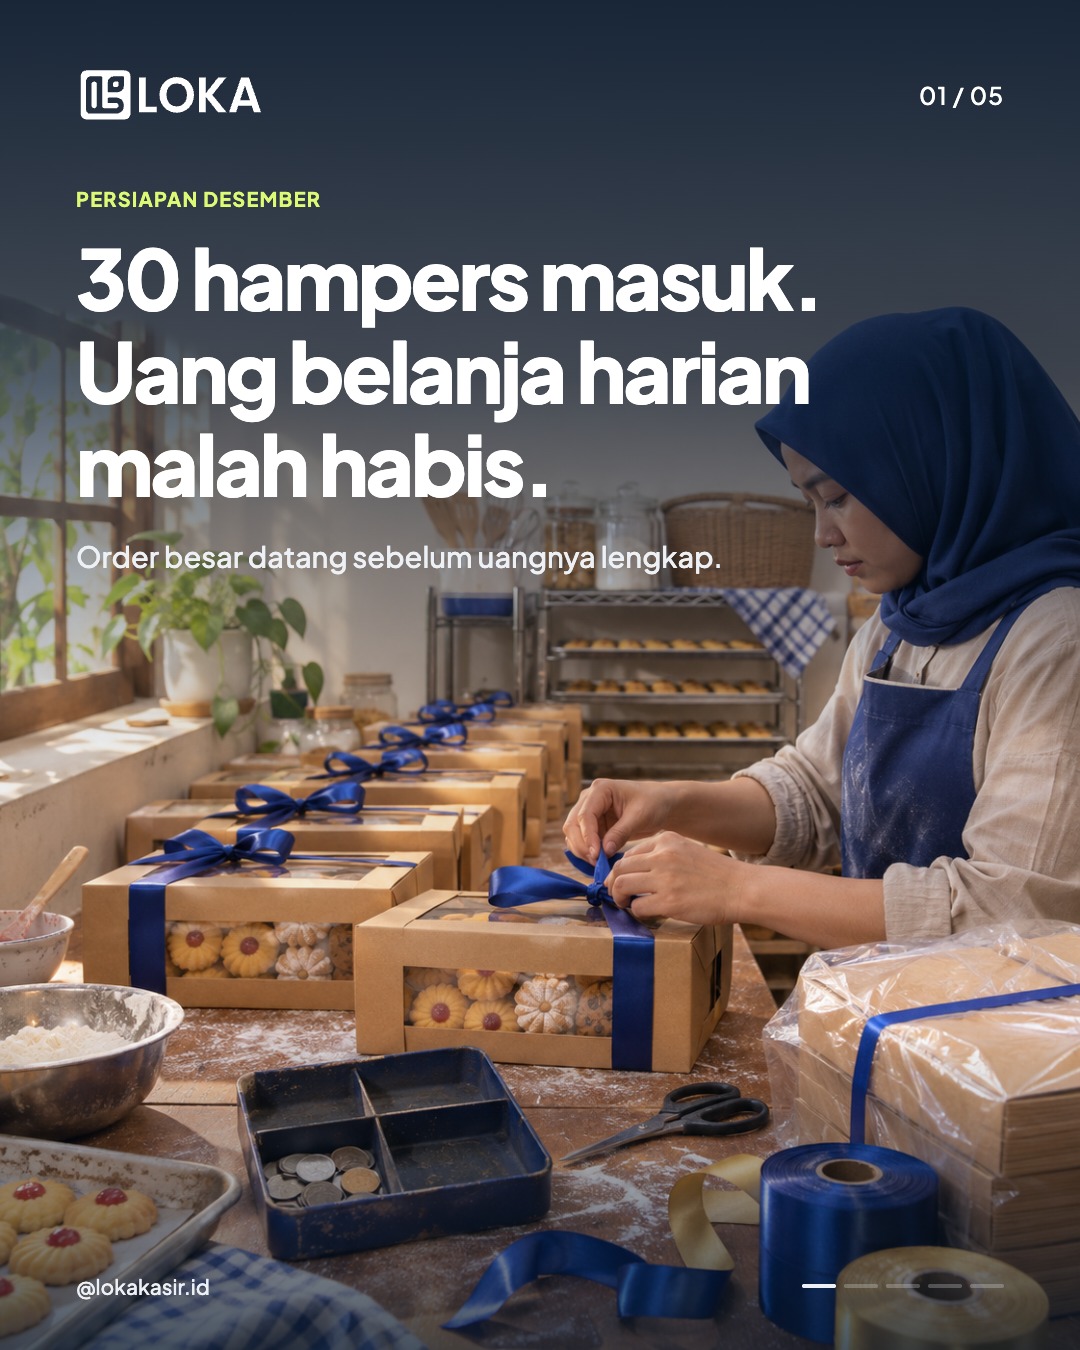 LOKA
01 / 05
PERSIAPAN DESEMBER
30 hampers masuk.
Uang belanja harian
malah habis.
Order besar datang sebelum uangnya lengkap.
@lokakasir.id